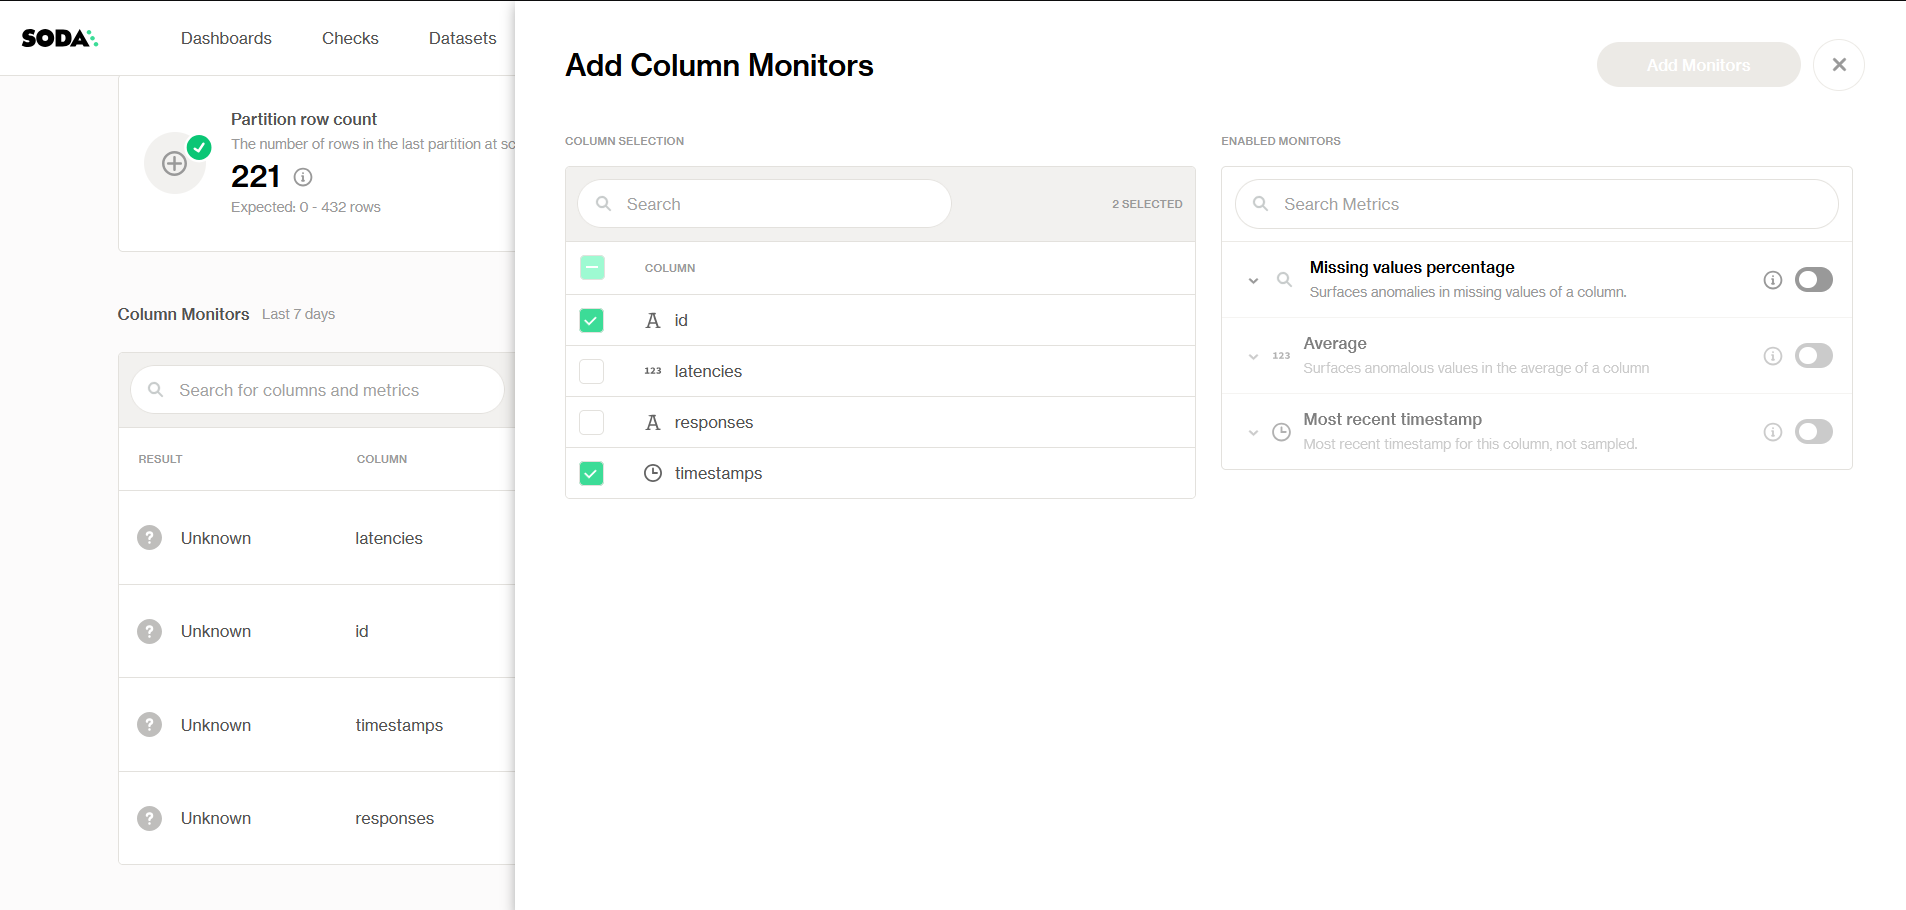 SODA
Dashboards
Checks
Datasets
Partition row count
The number of rows in the last partition at sc
221
Expected: 0 - 432 rows
Column Monitors
Last 7 days
Search for columns and metrics
RESULT
COLUMN
Unknown
latencies
Unknown
id
Unknown
timestamps
Unknown
responses
Add Column Monitors
Add Monitors
COLUMN SELECTION
Search
2 SELECTED
COLUMN
id
123
latencies
responses
timestamps
ENABLED MONITORS
Search Metrics
Missing values percentage
Surfaces anomalies in missing values of a column.
123
Average
Surfaces anomalous values in the average of a column
Most recent timestamp
Most recent timestamp for this column, not sampled.